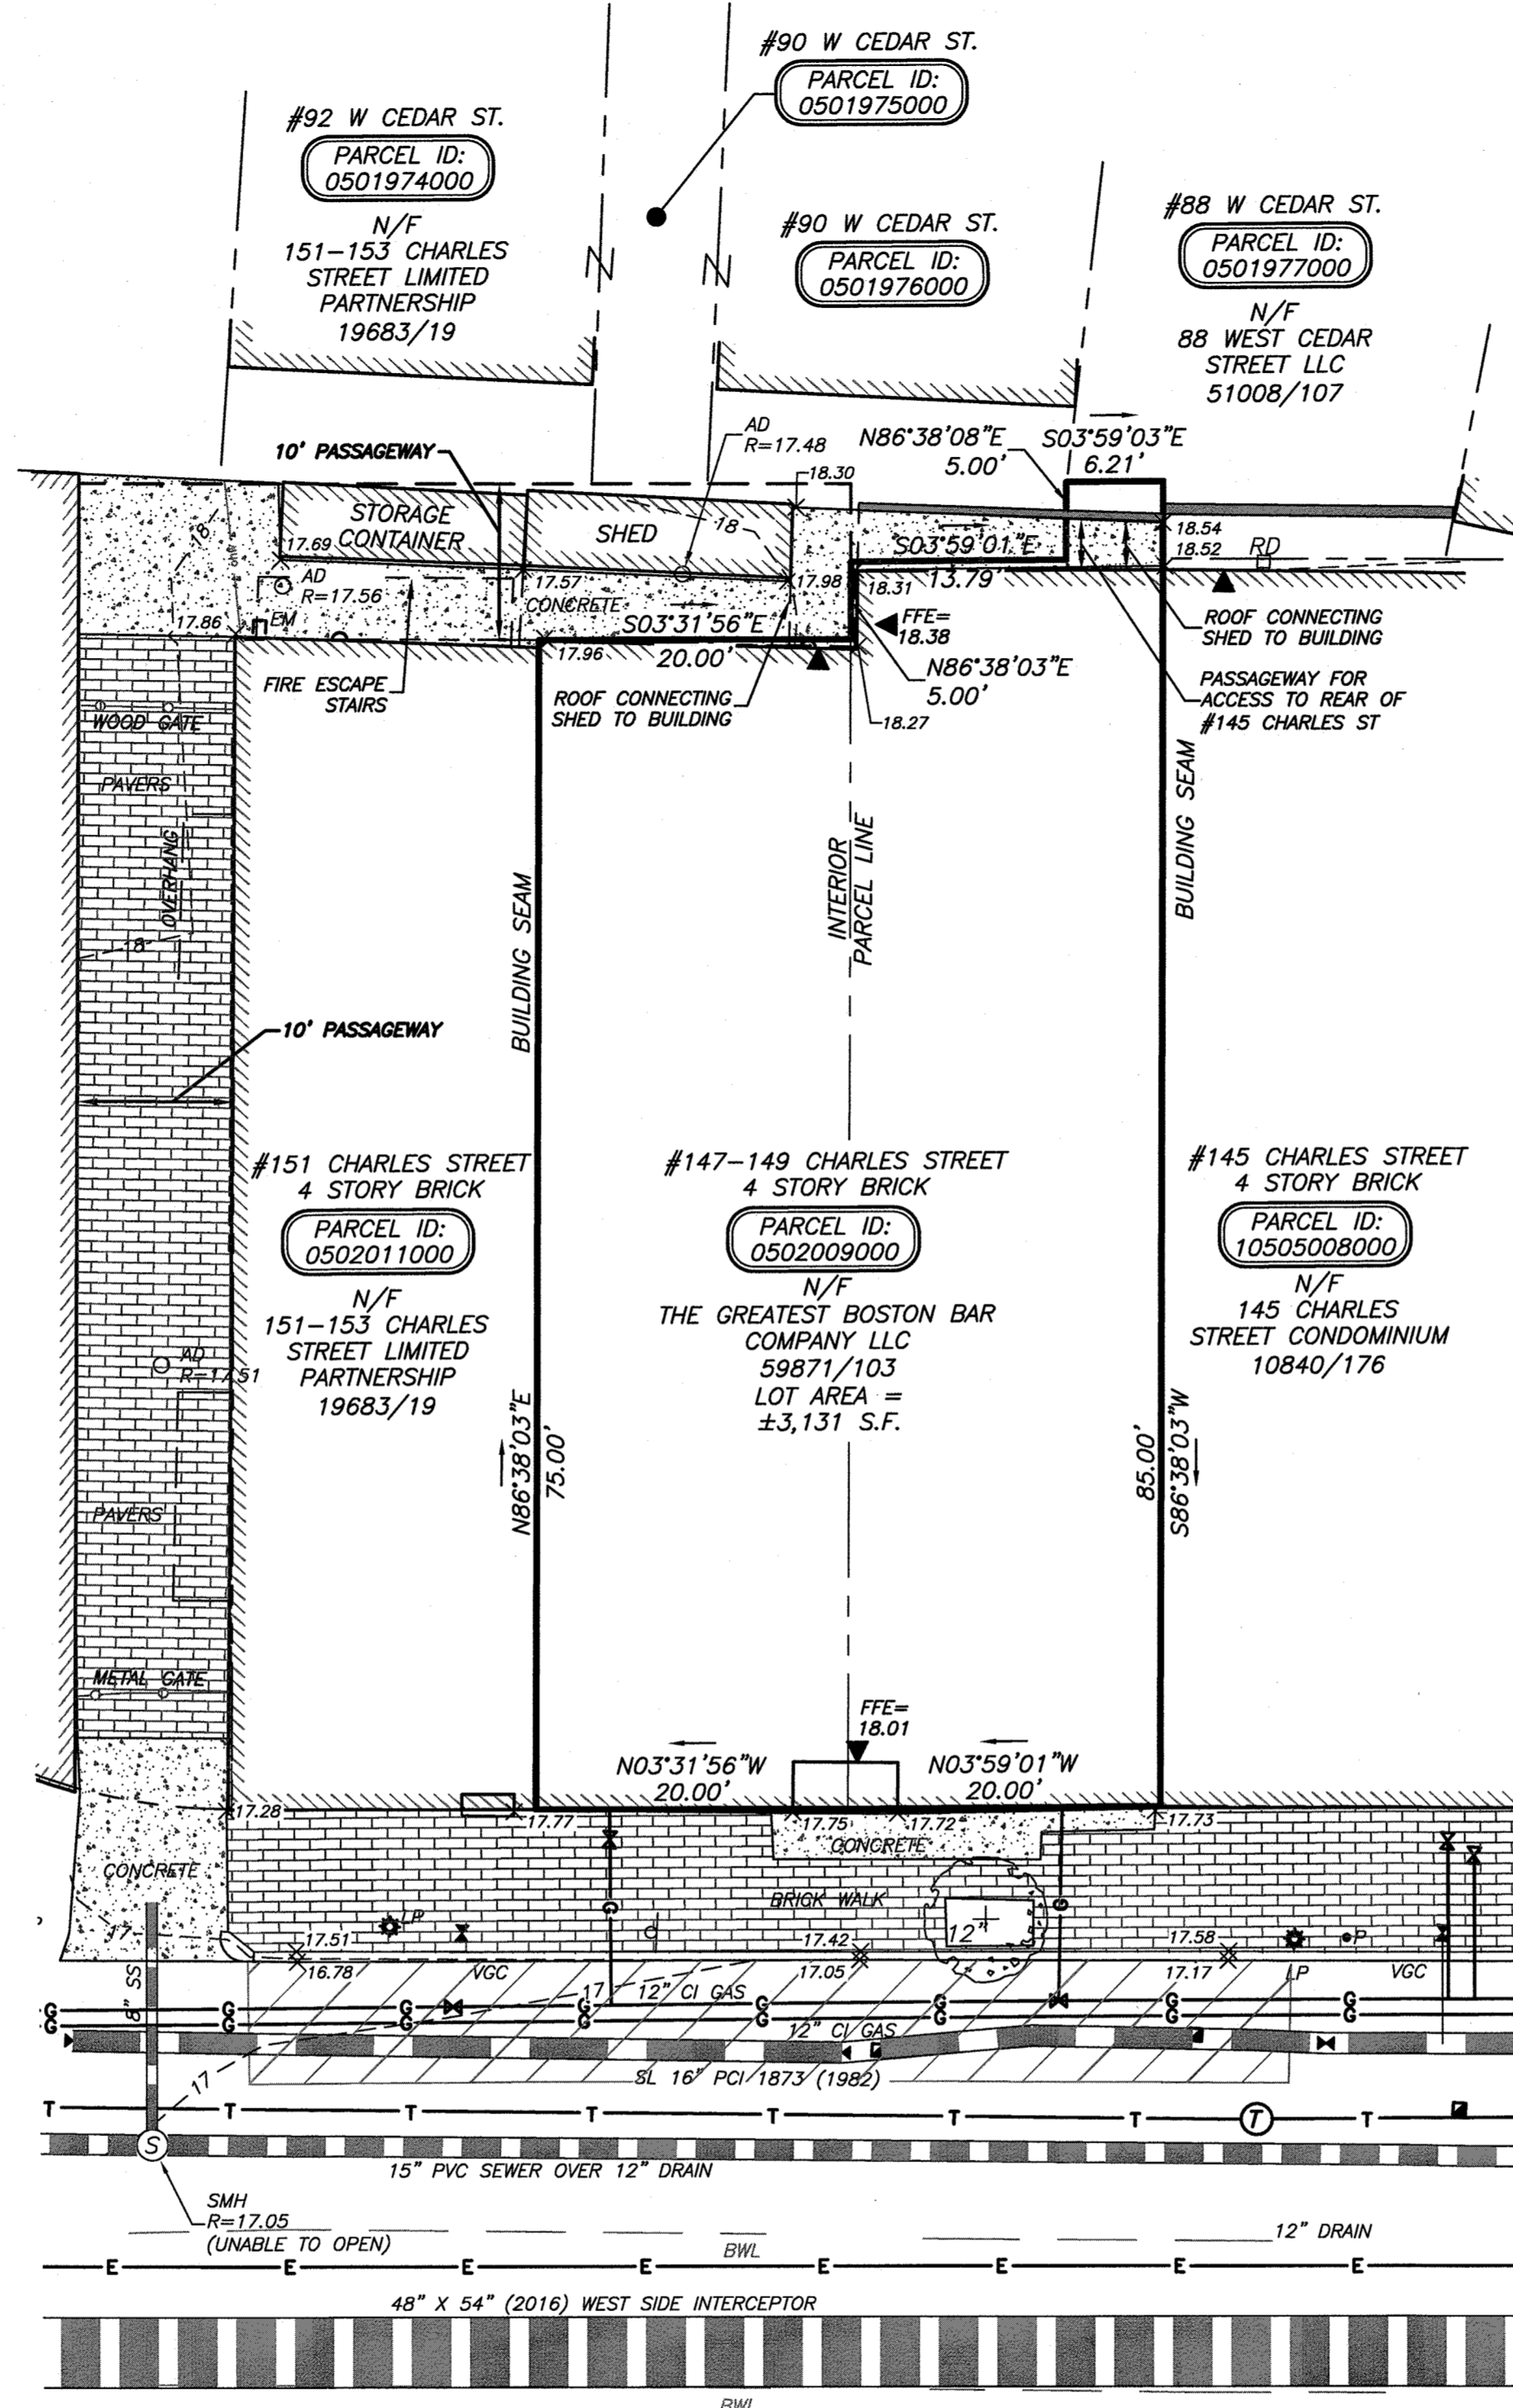 #90 W CEDAR ST.
PARCEL ID:
0501975000
#92 W CEDAR ST.
PARCEL ID:
0501974000
N/F
151-153 CHARLES
STREET LIMITED
PARTNERSHIP
19683/19
#90 W CEDAR ST.
PARCEL ID:
0501976000
#88 W CEDAR ST.
PARCEL ID:
0501977000
N/F
88 WEST CEDAR
STREET LLC
51008/107
10' PASSAGEWAY
AD
R=17.48
18.30
N86°38'08"E
5.00'
S03°59'03"E
6.21'
STORAGE
CONTAINER
SHED
18
18
17.69
S03°59'01"E
13.79'
18.54
18.52
RD
AD
R=17.56
17.57
CONCRETE
17.98
18.31
FFE=
18.38
ROOF CONNECTING
SHED TO BUILDING
17.86
EM
S03°31'56"E
20.00'
17.96
N86°38'03"E
5.00'
PASSAGEWAY FOR
ACCESS TO REAR OF
#145 CHARLES ST
FIRE ESCAPE
STAIRS
ROOF CONNECTING
SHED TO BUILDING
18.27
WOOD GATE
PAVERS
OVERHANG
18
BUILDING SEAM
INTERIOR
PARCEL LINE
BUILDING SEAM
10' PASSAGEWAY
#151 CHARLES STREET
4 STORY BRICK
PARCEL ID:
0502011000
N/F
151-153 CHARLES
STREET LIMITED
PARTNERSHIP
19683/19
#147-149 CHARLES STREET
4 STORY BRICK
PARCEL ID:
0502009000
N/F
THE GREATEST BOSTON BAR
COMPANY LLC
59871/103
LOT AREA =
±3,131 S.F.
#145 CHARLES STREET
4 STORY BRICK
PARCEL ID:
10505008000
N/F
145 CHARLES
STREET CONDOMINIUM
10840/176
AD
R=17.51
N86°38'03"E
75.00'
85.00'
S86°38'03"W
PAVERS
METAL GATE
FFE=
18.01
N03°31'56"W
20.00'
N03°59'01"W
20.00'
17.28
17.77
17.75
17.72
17.73
CONCRETE
CONCRETE
BRICK WALK
G
G
LP
12"
P
17
17.51
17.42
17.58
16.78
VGC
17.05
17.17
LP
VGC
8" SS
17
12" CI GAS
G G G G G G G G
G G G G G G G G
12" CI GAS
SL 16" PCI 1873 (1982)
17
T T T T T T T T T
S
15" PVC SEWER OVER 12" DRAIN
SMH
R=17.05
(UNABLE TO OPEN)
12" DRAIN
BWL
E E E E E E E E
48" X 54" (2016) WEST SIDE INTERCEPTOR
BWL